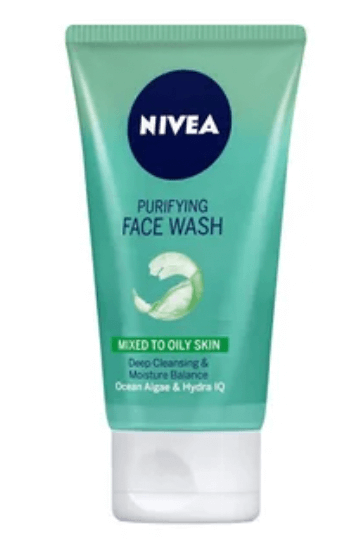 NIVEA
PURIFYING
FACE WASH
MIXED TO OILY SKIN
Deep Cleansing &
Moisture Balance
Ocean Algae & Hydra IQ